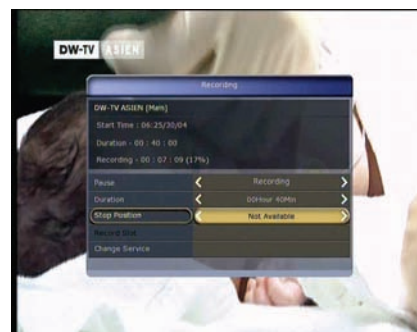 DW-TV ASIEN
Recording
DW-TV ASIEN (Main)
Start Time : 06:25/30/04
Duration - 00 : 40 : 00
Recording - 00 : 07 : 09 (17%)
Pause Recording
Duration 00Hour 40Min
Stop Position Not Available
Record Slot
Change Service